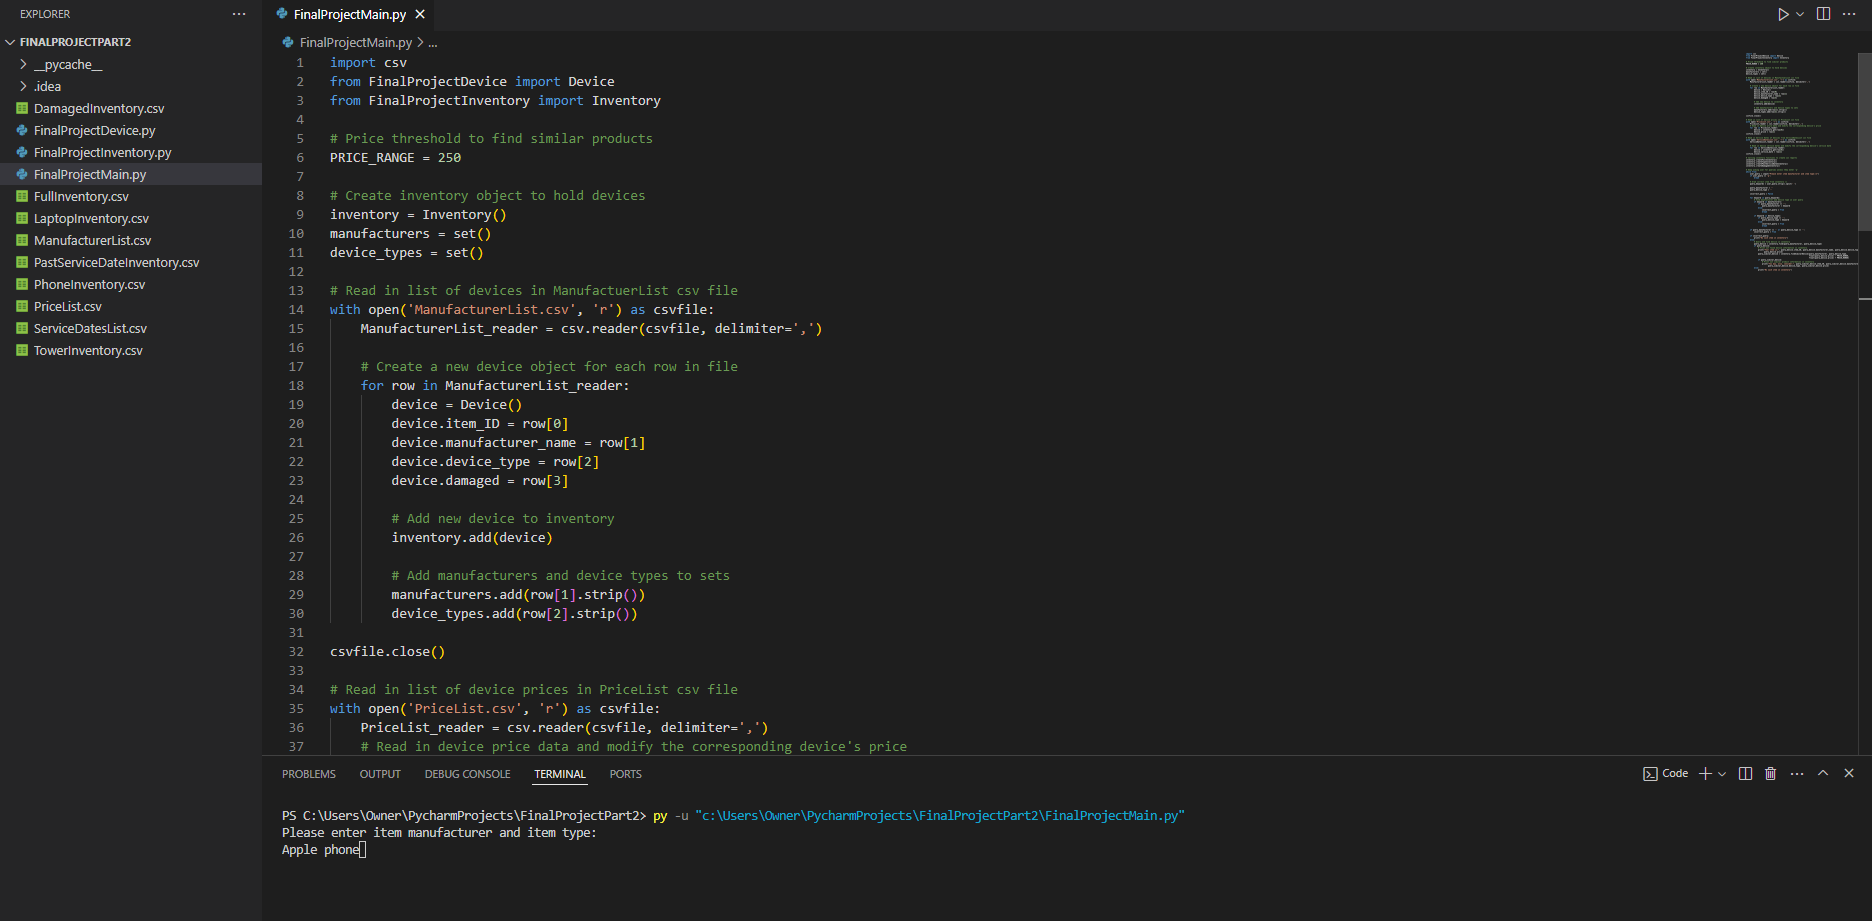 EXPLORER
FINALPROJECTPART2
__pycache__
.idea
DamagedInventory.csv
FinalProjectDevice.py
FinalProjectInventory.py
FinalProjectMain.py
FullInventory.csv
LaptopInventory.csv
ManufacturerList.csv
PastServiceDateInventory.csv
PhoneInventory.csv
PriceList.csv
ServiceDatesList.csv
TowerInventory.csv
FinalProjectMain.py
FinalProjectMain.py > ...
1 import csv
2 from FinalProjectDevice import Device
3 from FinalProjectInventory import Inventory
4
5 # Price threshold to find similar products
6 PRICE_RANGE = 250
7
8 # Create inventory object to hold devices
9 inventory = Inventory()
10 manufacturers = set()
11 device_types = set()
12
13 # Read in list of devices in ManufactuerList csv file
14 with open('ManufacturerList.csv', 'r') as csvfile:
15     ManufacturerList_reader = csv.reader(csvfile, delimiter=',')
16
17     # Create a new device object for each row in file
18     for row in ManufacturerList_reader:
19         device = Device()
20         device.item_ID = row[0]
21         device.manufacturer_name = row[1]
22         device.device_type = row[2]
23         device.damaged = row[3]
24
25         # Add new device to inventory
26         inventory.add(device)
27
28         # Add manufacturers and device types to sets
29         manufacturers.add(row[1].strip())
30         device_types.add(row[2].strip())
31
32 csvfile.close()
33
34 # Read in list of device prices in PriceList csv file
35 with open('PriceList.csv', 'r') as csvfile:
36     PriceList_reader = csv.reader(csvfile, delimiter=',')
37     # Read in device price data and modify the corresponding device's price
PROBLEMS OUTPUT DEBUG CONSOLE TERMINAL PORTS
Code
PS C:\Users\Owner\PycharmProjects\FinalProjectPart2> py -u "c:\Users\Owner\PycharmProjects\FinalProjectPart2\FinalProjectMain.py"
Please enter item manufacturer and item type:
Apple phone